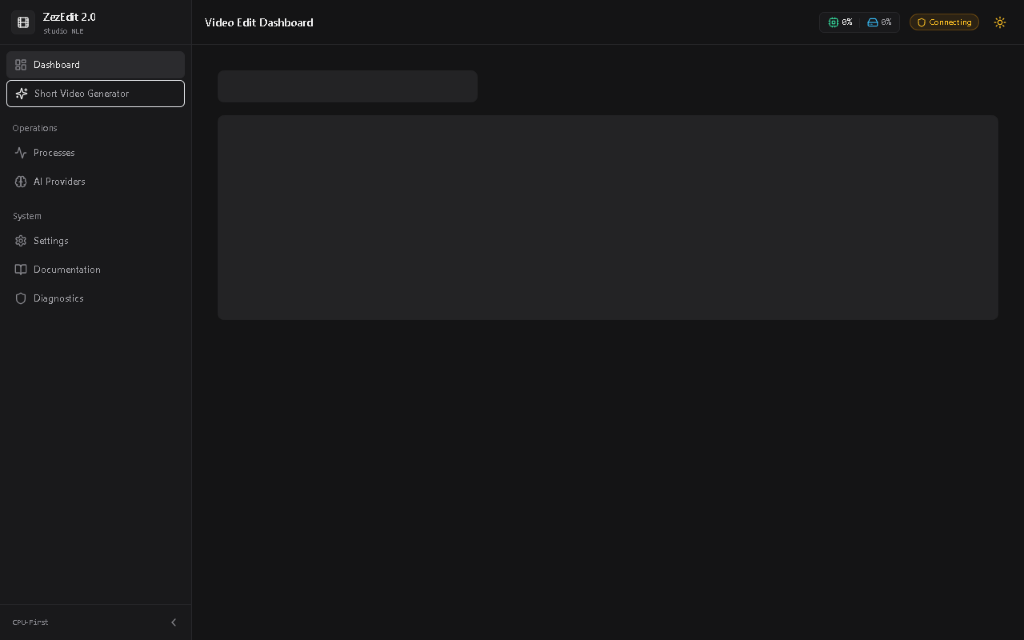 ZezEdit 2.0
Studio NLE
Dashboard
Short Video Generator
Operations
Processes
AI Providers
System
Settings
Documentation
Diagnostics
CPU-First
Video Edit Dashboard
0%
0%
Connecting